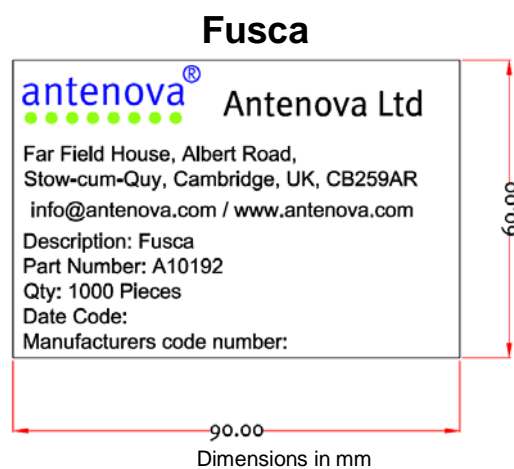 Fusca
antenova®
Antenova Ltd
Far Field House, Albert Road,
Stow-cum-Quy, Cambridge, UK, CB259AR
info@antenova.com / www.antenova.com
Description: Fusca
Part Number: A10192
Qty: 1000 Pieces
Date Code:
Manufacturers code number:
60.00
90.00
Dimensions in mm